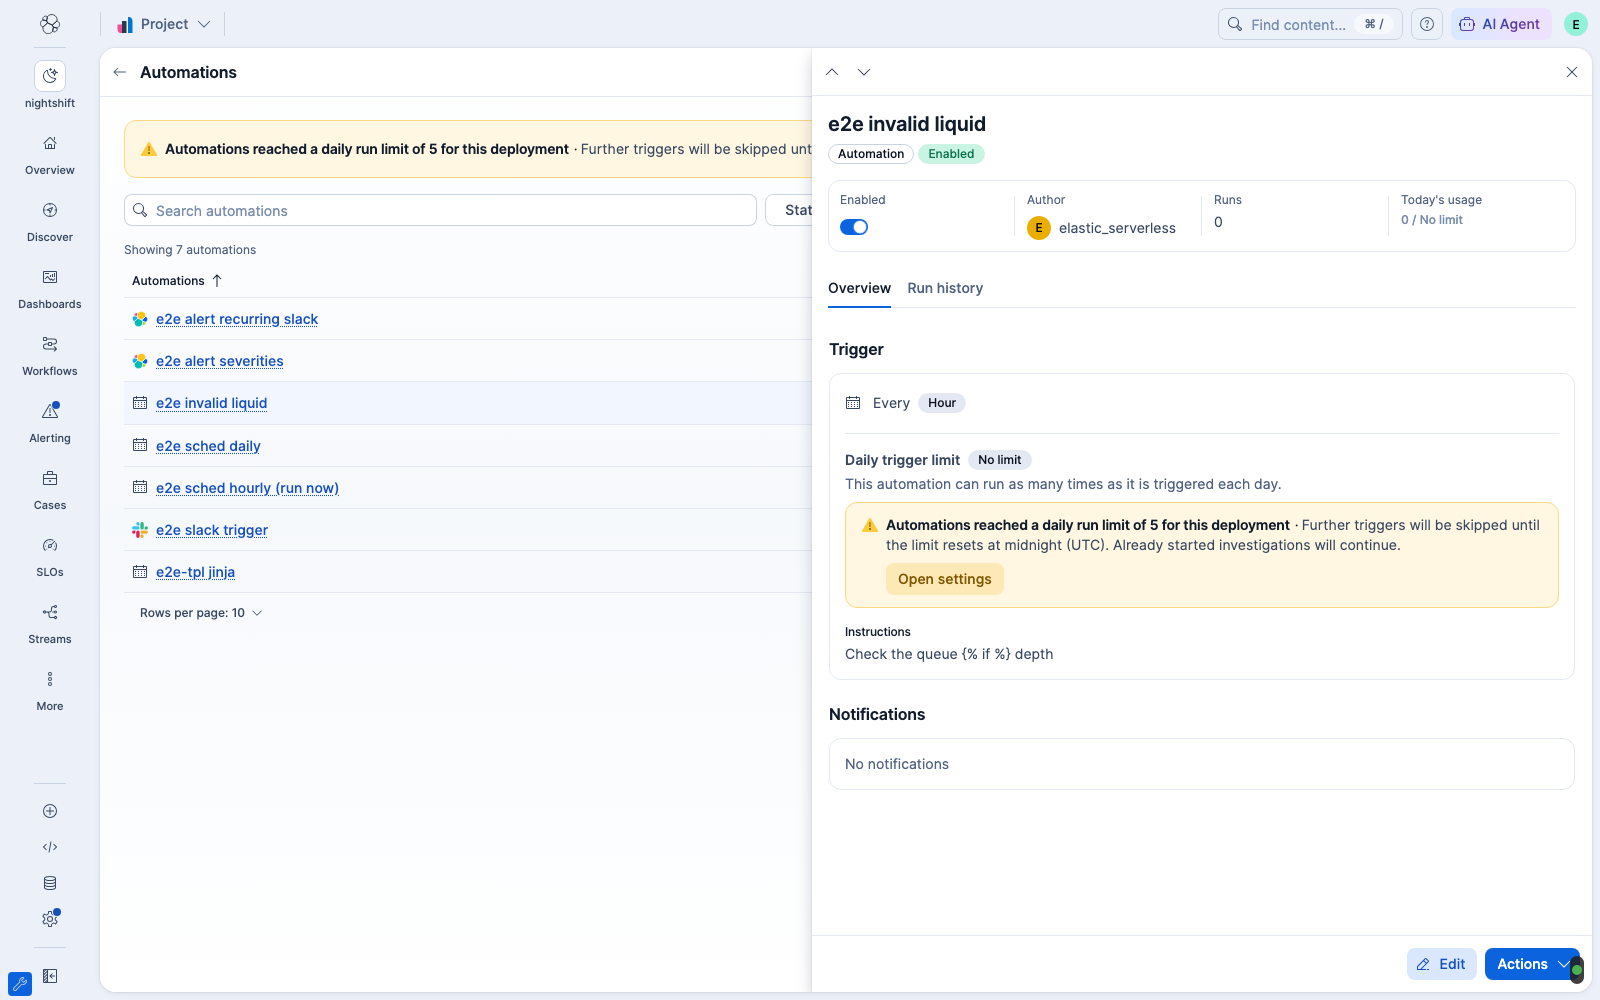 Project
Find content...
⌘ /
AI Agent
E
nightshift
Overview
Discover
Dashboards
Workflows
Alerting
Cases
SLOs
Streams
More
Automations
Automations reached a daily run limit of 5 for this deployment · Further triggers will be skipped unt
Search automations
Stat
Showing 7 automations
Automations
e2e alert recurring slack
e2e alert severities
e2e invalid liquid
e2e sched daily
e2e sched hourly (run now)
e2e slack trigger
e2e-tpl jinja
Rows per page: 10
e2e invalid liquid
Automation
Enabled
Enabled
Author
E
elastic_serverless
Runs
0
Today's usage
0 / No limit
Overview
Run history
Trigger
Every Hour
Daily trigger limit No limit
This automation can run as many times as it is triggered each day.
Automations reached a daily run limit of 5 for this deployment · Further triggers will be skipped until
the limit resets at midnight (UTC). Already started investigations will continue.
Open settings
Instructions
Check the queue {% if %} depth
Notifications
No notifications
Edit
Actions